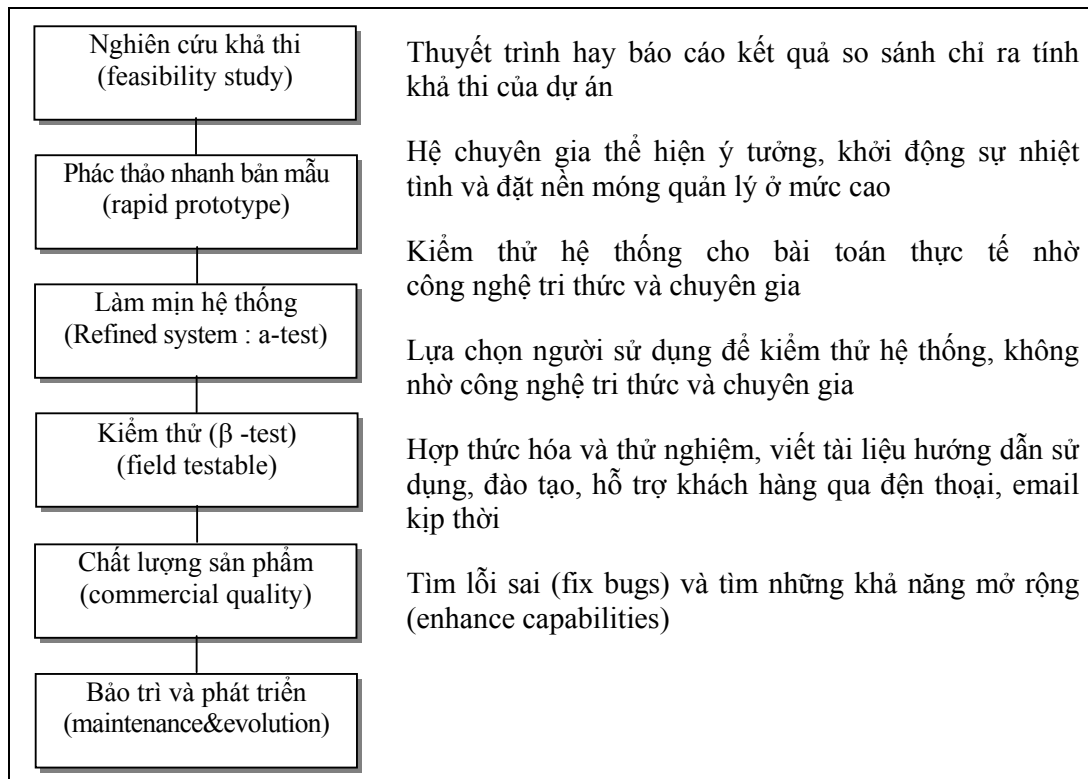 Nghiên cứu khả thi
(feasibility study)
Thuyết trình hay báo cáo kết quả so sánh chỉ ra tính
khả thi của dự án
Phác thảo nhanh bản mẫu
(rapid prototype)
Hệ chuyên gia thể hiện ý tưởng, khởi động sự nhiệt
tình và đặt nền móng quản lý ở mức cao
Làm mịn hệ thống
(Refined system : a-test)
Kiểm thử hệ thống cho bài toán thực tế nhờ
công nghệ tri thức và chuyên gia
Kiểm thử (β -test)
(field testable)
Lựa chọn người sử dụng để kiểm thử hệ thống, không
nhờ công nghệ tri thức và chuyên gia
Chất lượng sản phẩm
(commercial quality)
Hợp thức hóa và thử nghiệm, viết tài liệu hướng dẫn sử
dụng, đào tạo, hỗ trợ khách hàng qua đện thoại, email
kịp thời
Bảo trì và phát triển
(maintenance&evolution)
Tìm lỗi sai (fix bugs) và tìm những khả năng mở rộng
(enhance capabilities)